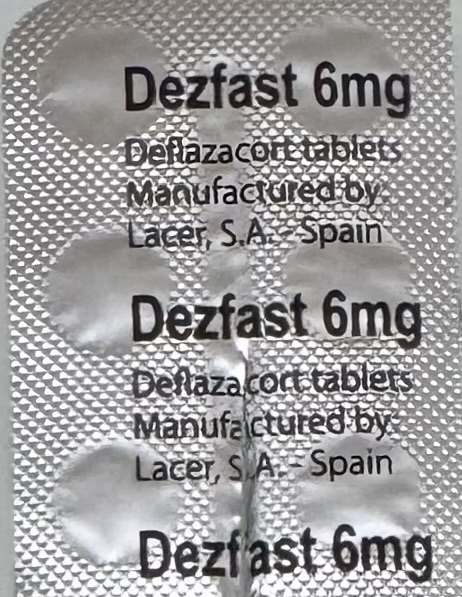 Dezfast 6mg
Deflazacort tablets
Manufactured by:
Lacer, S.A. - Spain
Dezfast 6mg
Deflazacort tablets
Manufactured by:
Lacer, S.A. - Spain
Dezfast 6mg